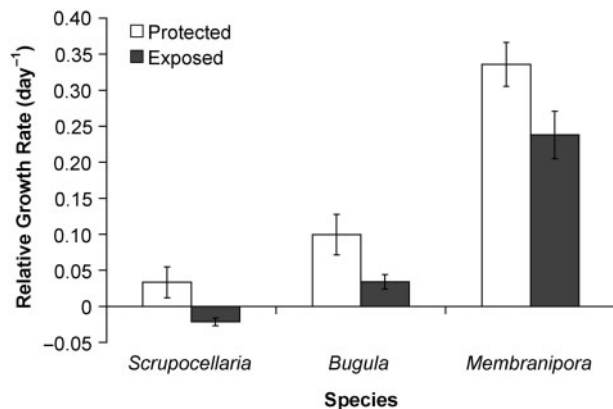 Relative Growth Rate (day⁻¹)
0.40
0.35
0.30
0.25
0.20
0.15
0.10
0.05
0
−0.05
Protected
Exposed
Scrupocellaria
Bugula
Membranipora
Species